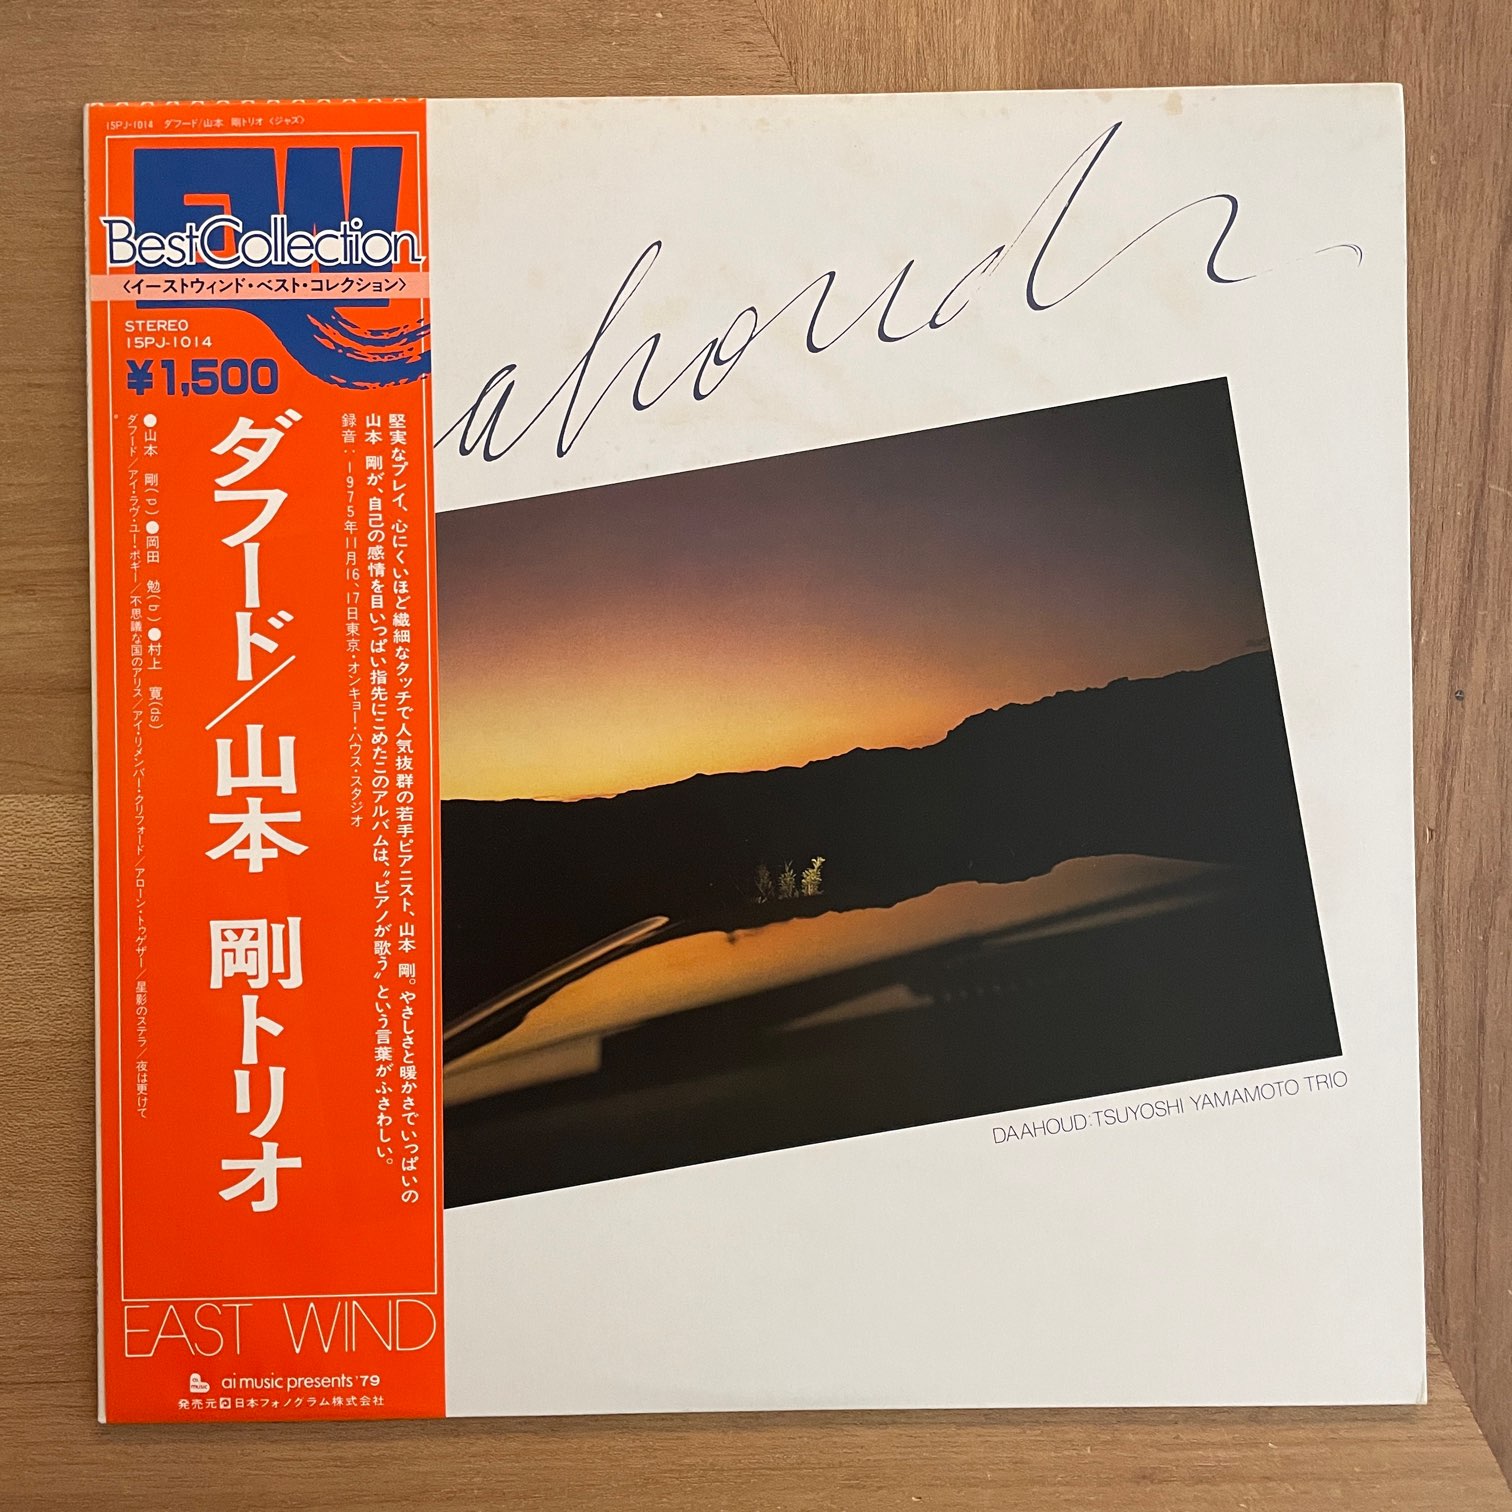 15PJ-1014 ダフード/山本 剛トリオ〈ジャズ〉
EW
Best Collection
〈イーストウィンド・ベスト・コレクション〉
STEREO
15PJ-1014
¥1,500
堅実なプレイ、心にくいほど繊細なタッチで人気抜群の若手ピアニスト、山本 剛。やさしさと暖かさでいっぱいの
山本 剛が、自己の感情を目いっぱい指先にこめたこのアルバムは、〝ピアノが歌う〟という言葉がふさわしい。
録音:1975年11月16、17日東京・オンキョー・ハウス・スタジオ
ダフード/山本 剛トリオ
●山本 剛(p)●岡田 勉(b)●村上 寛(ds)
ダフード/アイ・ラヴ・ユー・ポギー/不思議な国のアリス/アイ・リメンバー・クリフォード/アローン・トゥゲザー/星影のステラ/夜は更けて
EAST WIND
ai music
ai music presents '79
発売元 日本フォノグラム株式会社
ahoud
DAAHOUD:TSUYOSHI YAMAMOTO TRIO